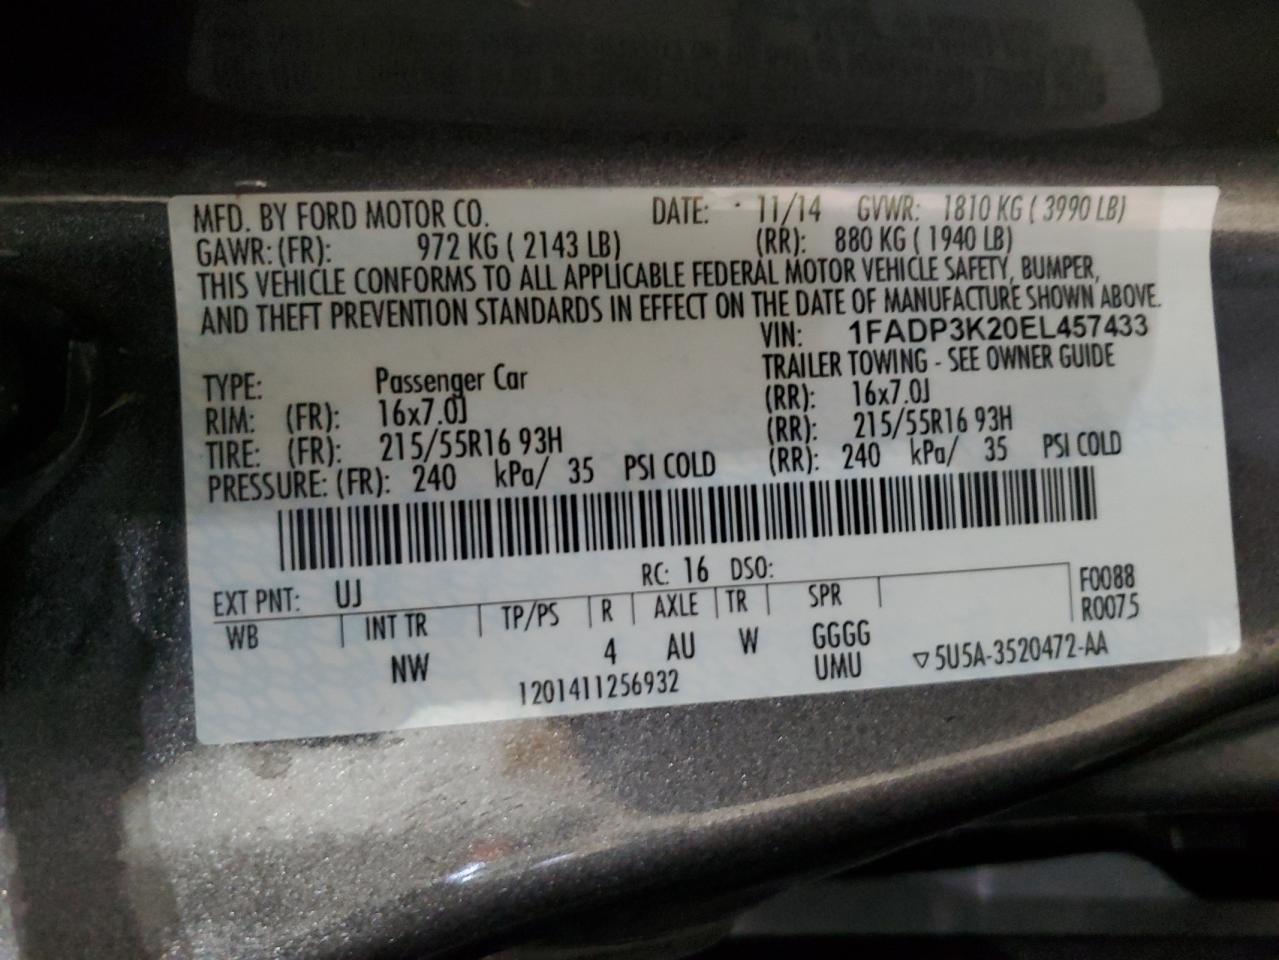 MFD. BY FORD MOTOR CO. DATE: 11/14 GVWR: 1810 KG ( 3990 LB)
GAWR: (FR): 972 KG ( 2143 LB) (RR): 880 KG ( 1940 LB)
THIS VEHICLE CONFORMS TO ALL APPLICABLE FEDERAL MOTOR VEHICLE SAFETY, BUMPER,
AND THEFT PREVENTION STANDARDS IN EFFECT ON THE DATE OF MANUFACTURE SHOWN ABOVE.
VIN: 1FADP3K20EL457433
TYPE: Passenger Car TRAILER TOWING - SEE OWNER GUIDE
RIM: (FR): 16x7.0J (RR): 16x7.0J
TIRE: (FR): 215/55R16 93H (RR): 215/55R16 93H
PRESSURE: (FR): 240 kPa/ 35 PSI COLD (RR): 240 kPa/ 35 PSI COLD
EXT PNT: UJ RC: 16 DSO: F0088
WB INT TR TP/PS R AXLE TR SPR R0075
NW 4 AU W GGGG
1201411256932 UMU ▽5U5A-3520472-AA